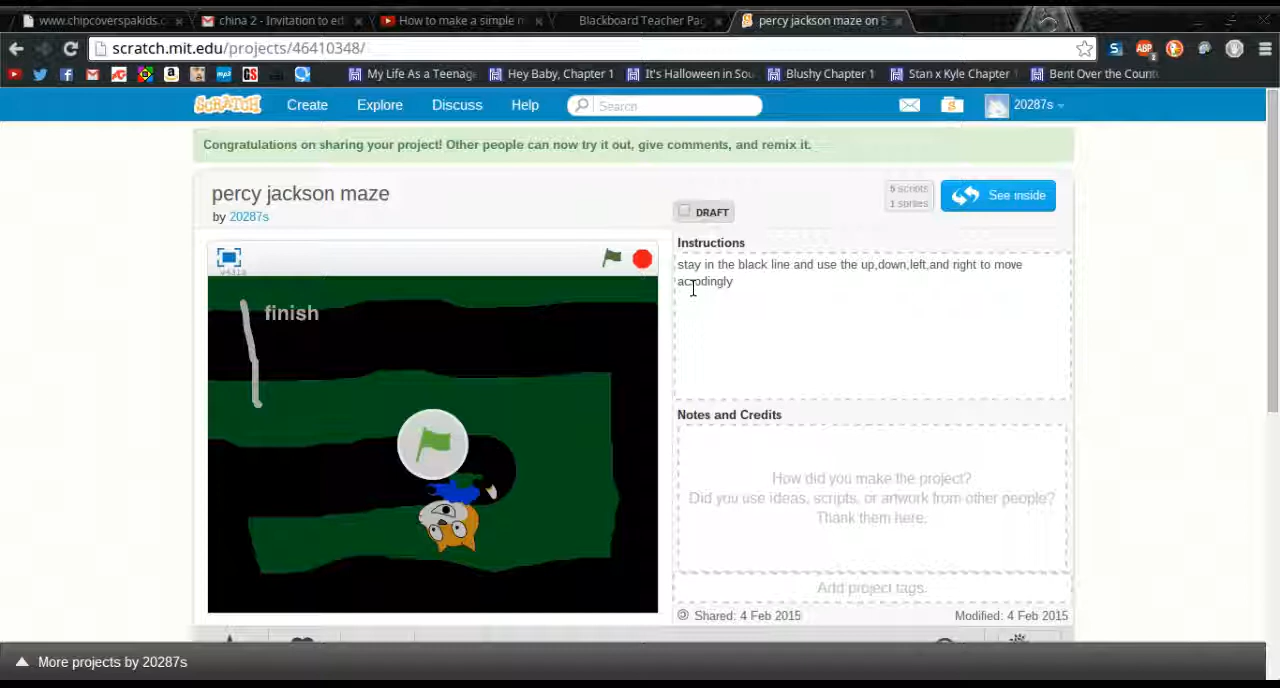 www.chipcoverspakids.c
china 2 - Invitation to ed
How to make a simple n
Blackboard Teacher Pag
percy jackson maze on S
scratch.mit.edu/projects/46410348/
My Life As a Teenag
Hey Baby, Chapter 1
It's Halloween in Sou
Blushy Chapter 1
Stan x Kyle Chapter
Bent Over the Count
SCRATCH
Create
Explore
Discuss
Help
Search
20287s
Congratulations on sharing your project! Other people can now try it out, give comments, and remix it.
percy jackson maze
by 20287s
5 scripts
1 sprites
See inside
DRAFT
Instructions
stay in the black line and use the up,down,left,and right to move
accrodingly
finish
Notes and Credits
How did you make the project?
Did you use ideas, scripts, or artwork from other people?
Thank them here.
Add project tags.
Shared: 4 Feb 2015
Modified: 4 Feb 2015
More projects by 20287s